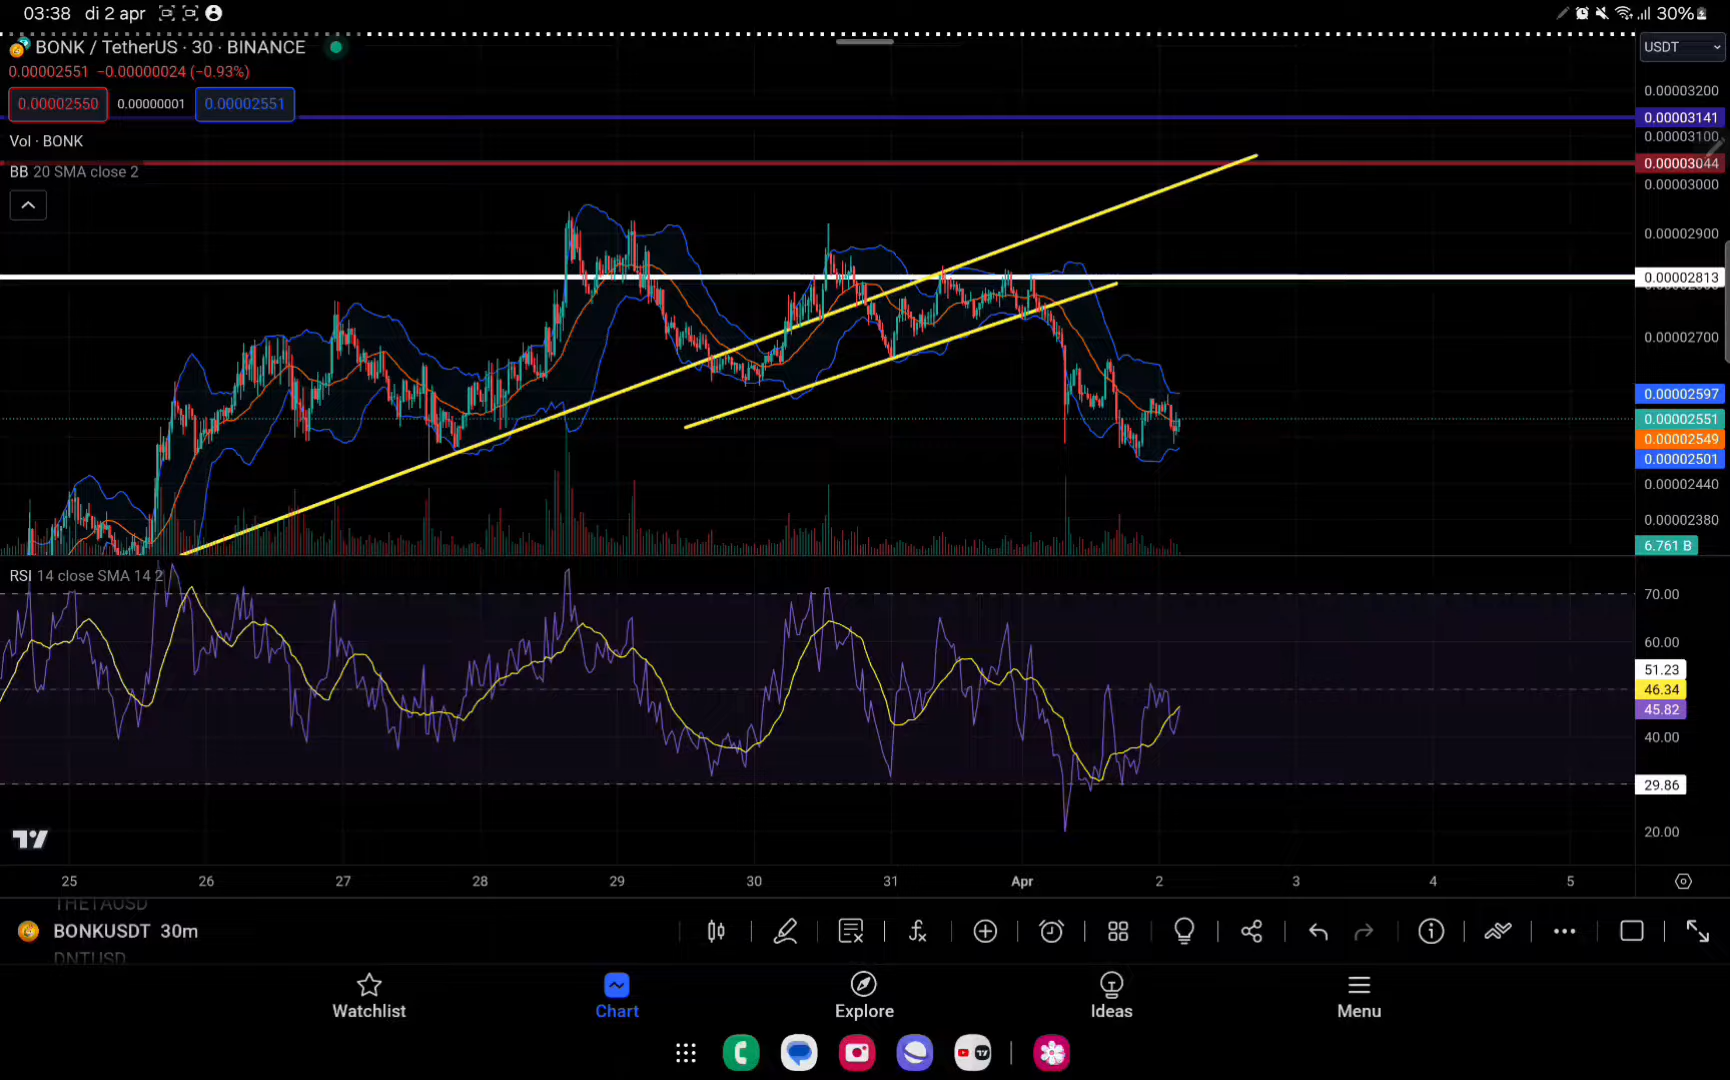 03:38 di 2 apr 30%
BONK / TetherUS · 30 · BINANCE
USDT
0.00002551 −0.00000024 (−0.93%)
0.00002550 0.00000001 0.00002551
Vol · BONK
BB 20 SMA close 2
0.00003200
0.00003141
0.00003100
0.00003044
0.00003000
0.00002900
0.00002813
0.00002700
0.00002597
0.00002551
0.00002549
0.00002501
0.00002440
0.00002380
6.761 B
RSI 14 close SMA 14 2
70.00
60.00
51.23
46.34
45.82
40.00
29.86
20.00
25 26 27 28 29 30 31 Apr 2 3 4 5
THETAUSD
BONKUSDT 30m
DNTUSD
Watchlist Chart Explore Ideas Menu